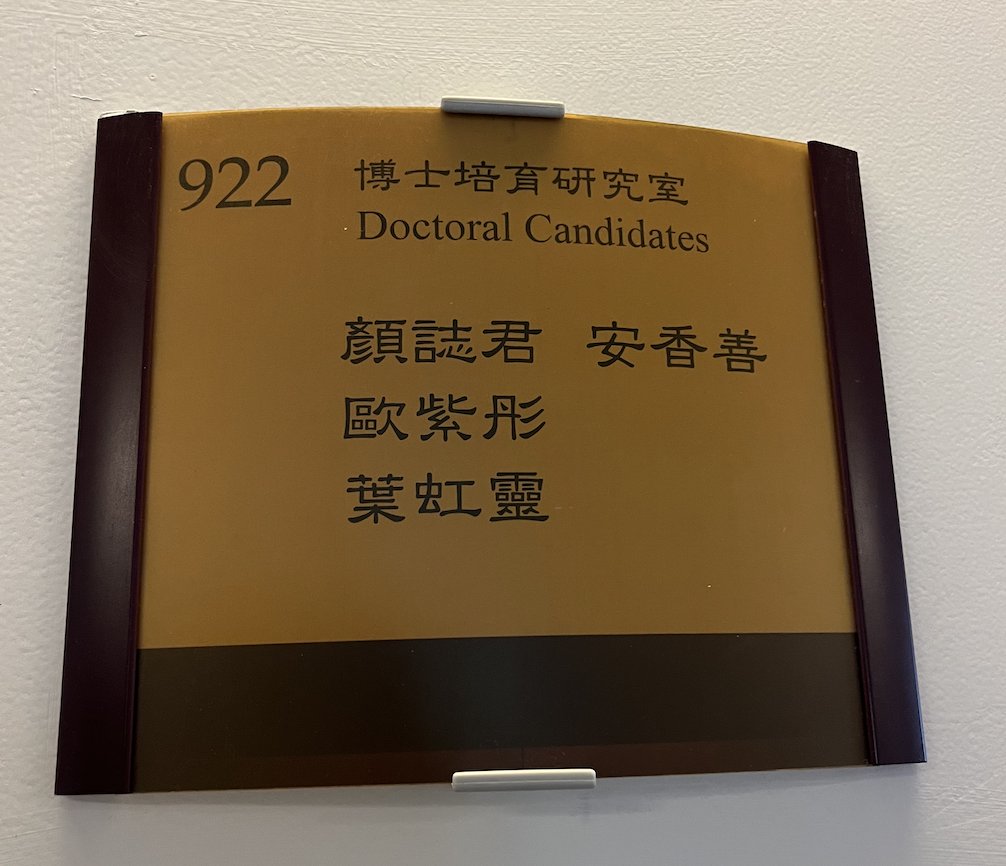 922 博士培育研究室
Doctoral Candidates
顏誌君 安香善
歐紫彤
葉虹靈